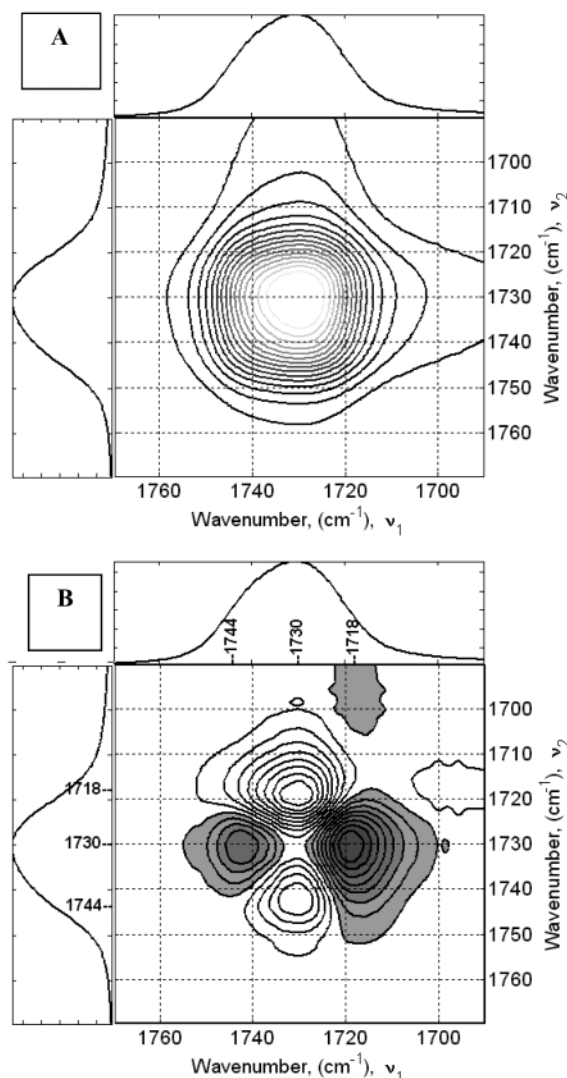 A
1700
1710
1720
1730
1740
1750
1760
Wavenumber, (cm⁻¹), ν₂
1760 1740 1720 1700
Wavenumber, (cm⁻¹), ν₁
B
--1744
--1730
--1718
1718--
1730--
1744--
1700
1710
1720
1730
1740
1750
1760
Wavenumber, (cm⁻¹), ν₂
1760 1740 1720 1700
Wavenumber, (cm⁻¹), ν₁